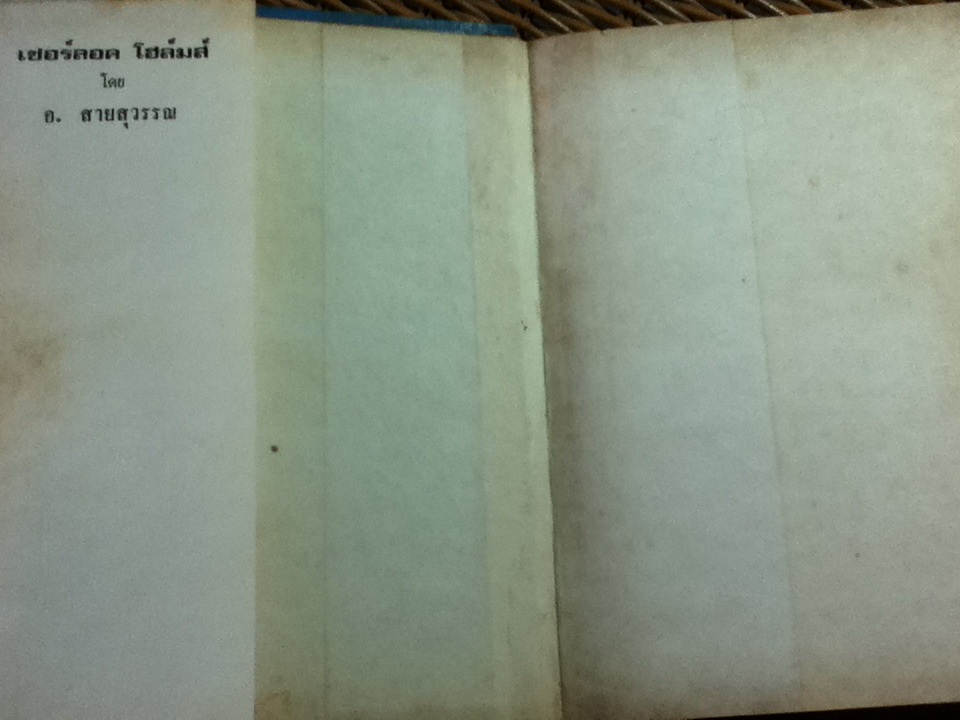 เชอร์ลอค โฮล์มส์
โดย
อ. สายสุวรรณ